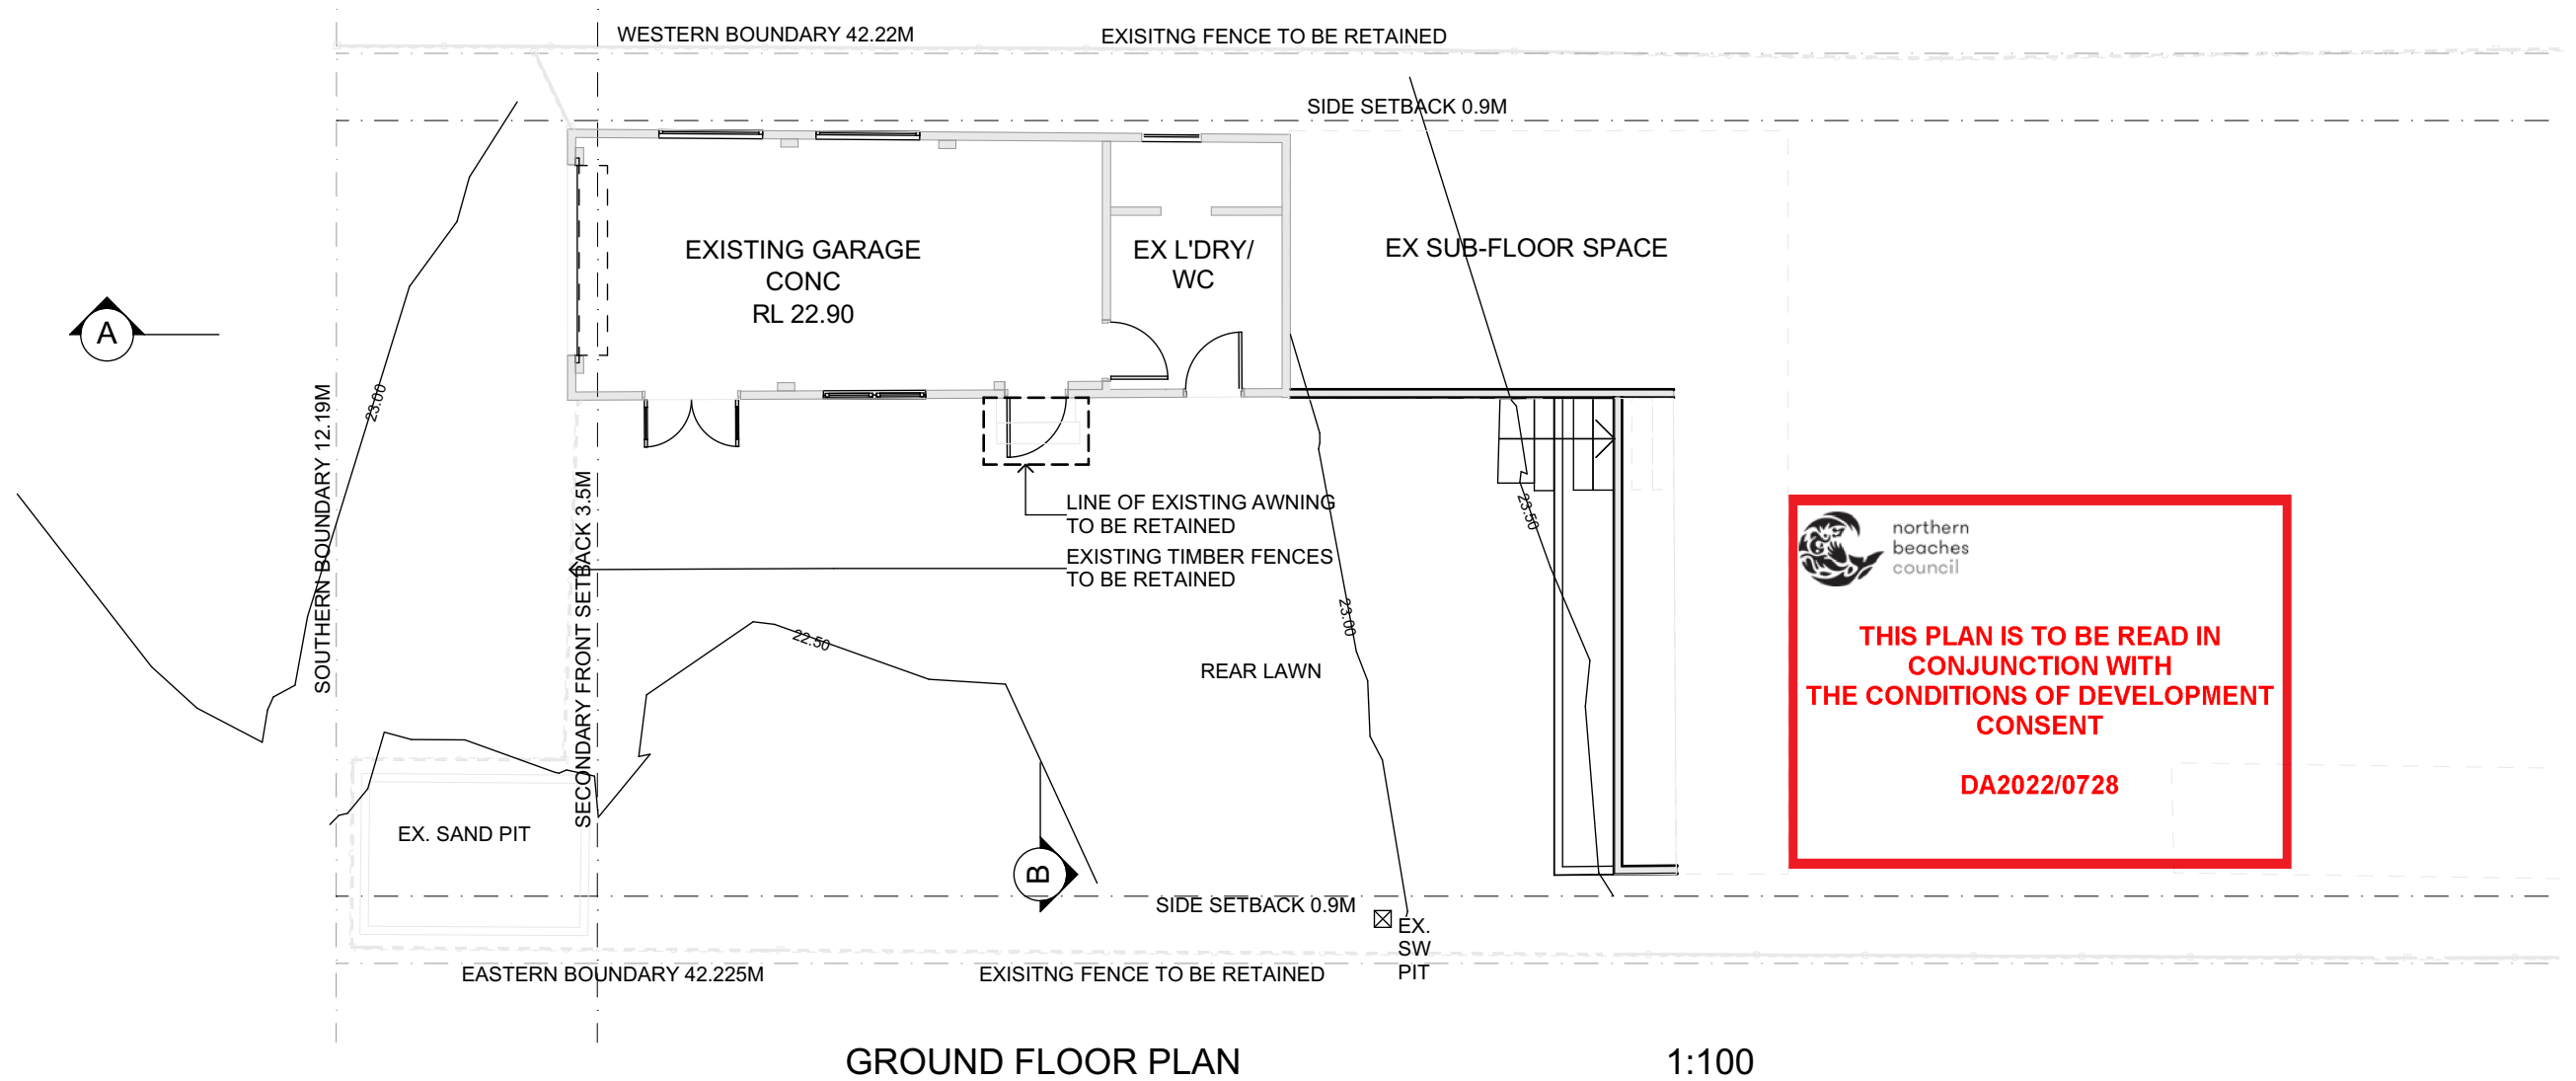 WESTERN BOUNDARY 42.22M
EXISITNG FENCE TO BE RETAINED
SIDE SETBACK 0.9M
EXISTING GARAGE
CONC
RL 22.90
EX L'DRY/
WC
EX SUB-FLOOR SPACE
A
23.00
SOUTHERN BOUNDARY 12.19M
SECONDARY FRONT SETBACK 3.5M
LINE OF EXISTING AWNING
TO BE RETAINED
EXISTING TIMBER FENCES
TO BE RETAINED
23.50
23.00
22.50
REAR LAWN
northern
beaches
council
THIS PLAN IS TO BE READ IN
CONJUNCTION WITH
THE CONDITIONS OF DEVELOPMENT
CONSENT
DA2022/0728
EX. SAND PIT
B
SIDE SETBACK 0.9M
EX.
SW
PIT
EASTERN BOUNDARY 42.225M
EXISITNG FENCE TO BE RETAINED
GROUND FLOOR PLAN
1:100